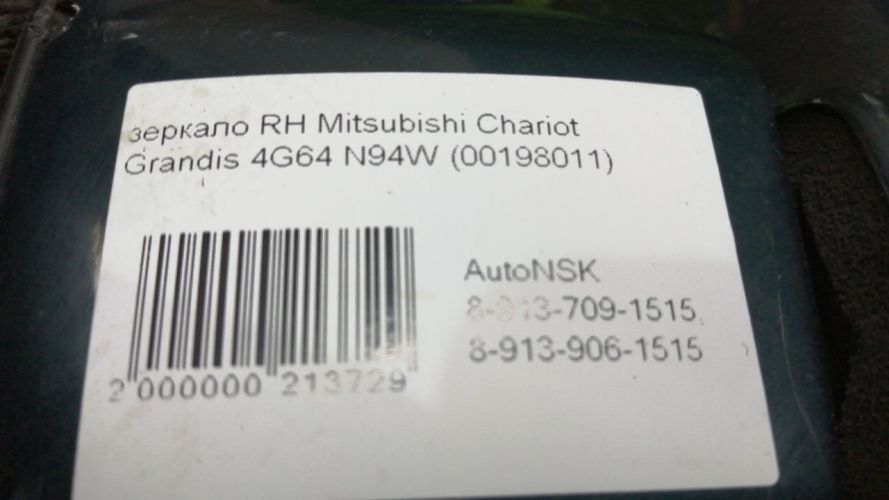 зеркало RH Mitsubishi Chariot
Grandis 4G64 N94W (00198011)
AutoNSK
8-913-709-1515
8-913-906-1515
2 000000 213729